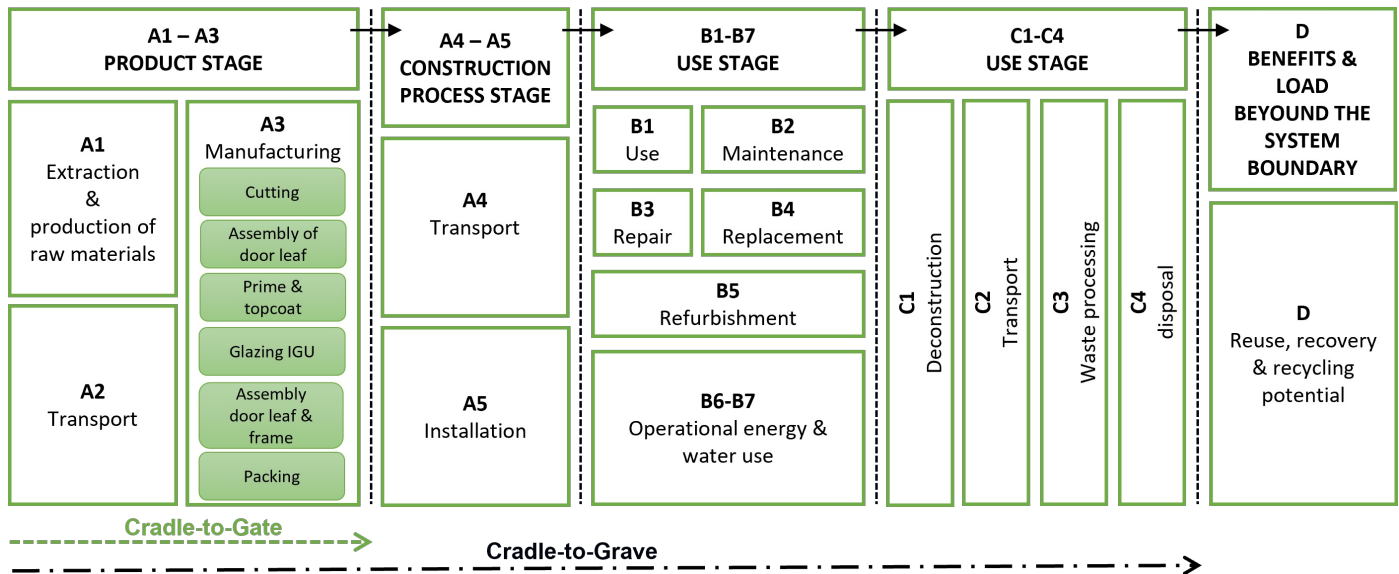 A1 – A3
PRODUCT STAGE
A1
Extraction
&
production of
raw materials
A2
Transport
A3
Manufacturing
Cutting
Assembly of
door leaf
Prime &
topcoat
Glazing IGU
Assembly
door leaf &
frame
Packing
A4 – A5
CONSTRUCTION
PROCESS STAGE
A4
Transport
A5
Installation
B1-B7
USE STAGE
B1
Use
B2
Maintenance
B3
Repair
B4
Replacement
B5
Refurbishment
B6-B7
Operational energy &
water use
C1-C4
USE STAGE
C1
Deconstruction
C2
Transport
C3
Waste processing
C4
disposal
D
BENEFITS &
LOAD
BEYOUND THE
SYSTEM
BOUNDARY
D
Reuse, recovery
& recycling
potential
Cradle-to-Gate
Cradle-to-Grave